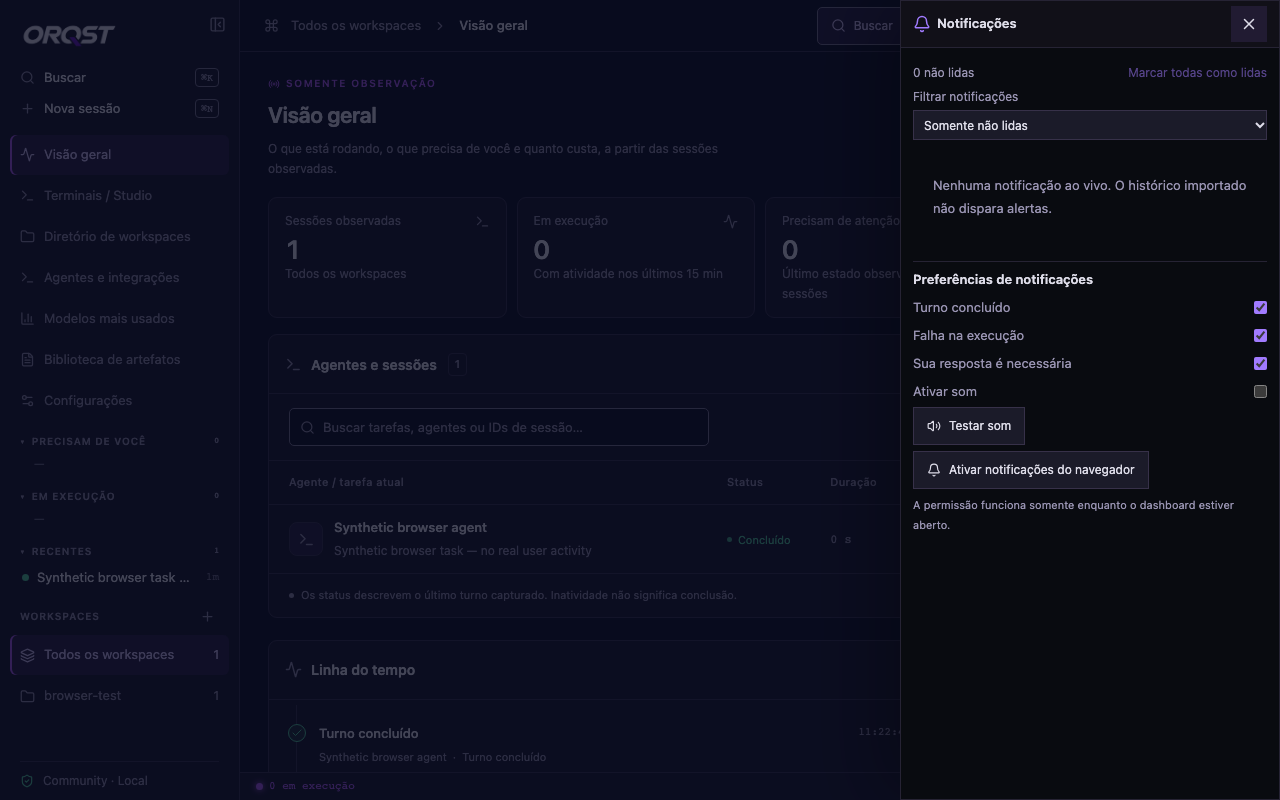 OROST
Buscar ⌘K
Nova sessão ⌘N
Visão geral
Terminais / Studio
Diretório de workspaces
Agentes e integrações
Modelos mais usados
Biblioteca de artefatos
Configurações
PRECISAM DE VOCÊ 0
—
EM EXECUÇÃO 0
—
RECENTES 1
Synthetic browser task ... 1m
WORKSPACES
Todos os workspaces 1
browser-test 1
Community · Local
Todos os workspaces > Visão geral
Buscar
SOMENTE OBSERVAÇÃO
Visão geral
O que está rodando, o que precisa de você e quanto custa, a partir das sessões
observadas.
Sessões observadas
1
Todos os workspaces
Em execução
0
Com atividade nos últimos 15 min
Precisam de atenção
0
Último estado
sessões
Agentes e sessões 1
Buscar tarefas, agentes ou IDs de sessão...
Agente / tarefa atual Status Duração
Synthetic browser agent
Synthetic browser task — no real user activity
Concluído
0 s
Os status descrevem o último turno capturado. Inatividade não significa conclusão.
Linha do tempo
Turno concluído 11:22:
Synthetic browser agent · Turno concluído
0 em execução
Notificações
0 não lidas Marcar todas como lidas
Filtrar notificações
Somente não lidas
Nenhuma notificação ao vivo. O histórico importado
não dispara alertas.
Preferências de notificações
Turno concluído
Falha na execução
Sua resposta é necessária
Ativar som
Testar som
Ativar notificações do navegador
A permissão funciona somente enquanto o dashboard estiver
aberto.